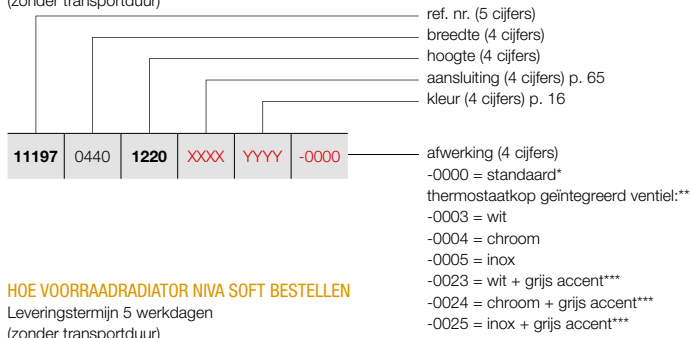 (zonder transportduur)
ref. nr. (5 cijfers)
breedte (4 cijfers)
hoogte (4 cijfers)
aansluiting (4 cijfers) p. 65
kleur (4 cijfers) p. 16
11197 0440 1220 XXXX YYYY -0000
afwerking (4 cijfers)
-0000 = standaard*
thermostaatkop geïntegreerd ventiel:**
-0003 = wit
-0004 = chroom
-0005 = inox
-0023 = wit + grijs accent***
-0024 = chroom + grijs accent***
-0025 = inox + grijs accent***
HOE VOORRAADRADIATOR NIVA SOFT BESTELLEN
Leveringstermijn 5 werkdagen
(zonder transportduur)